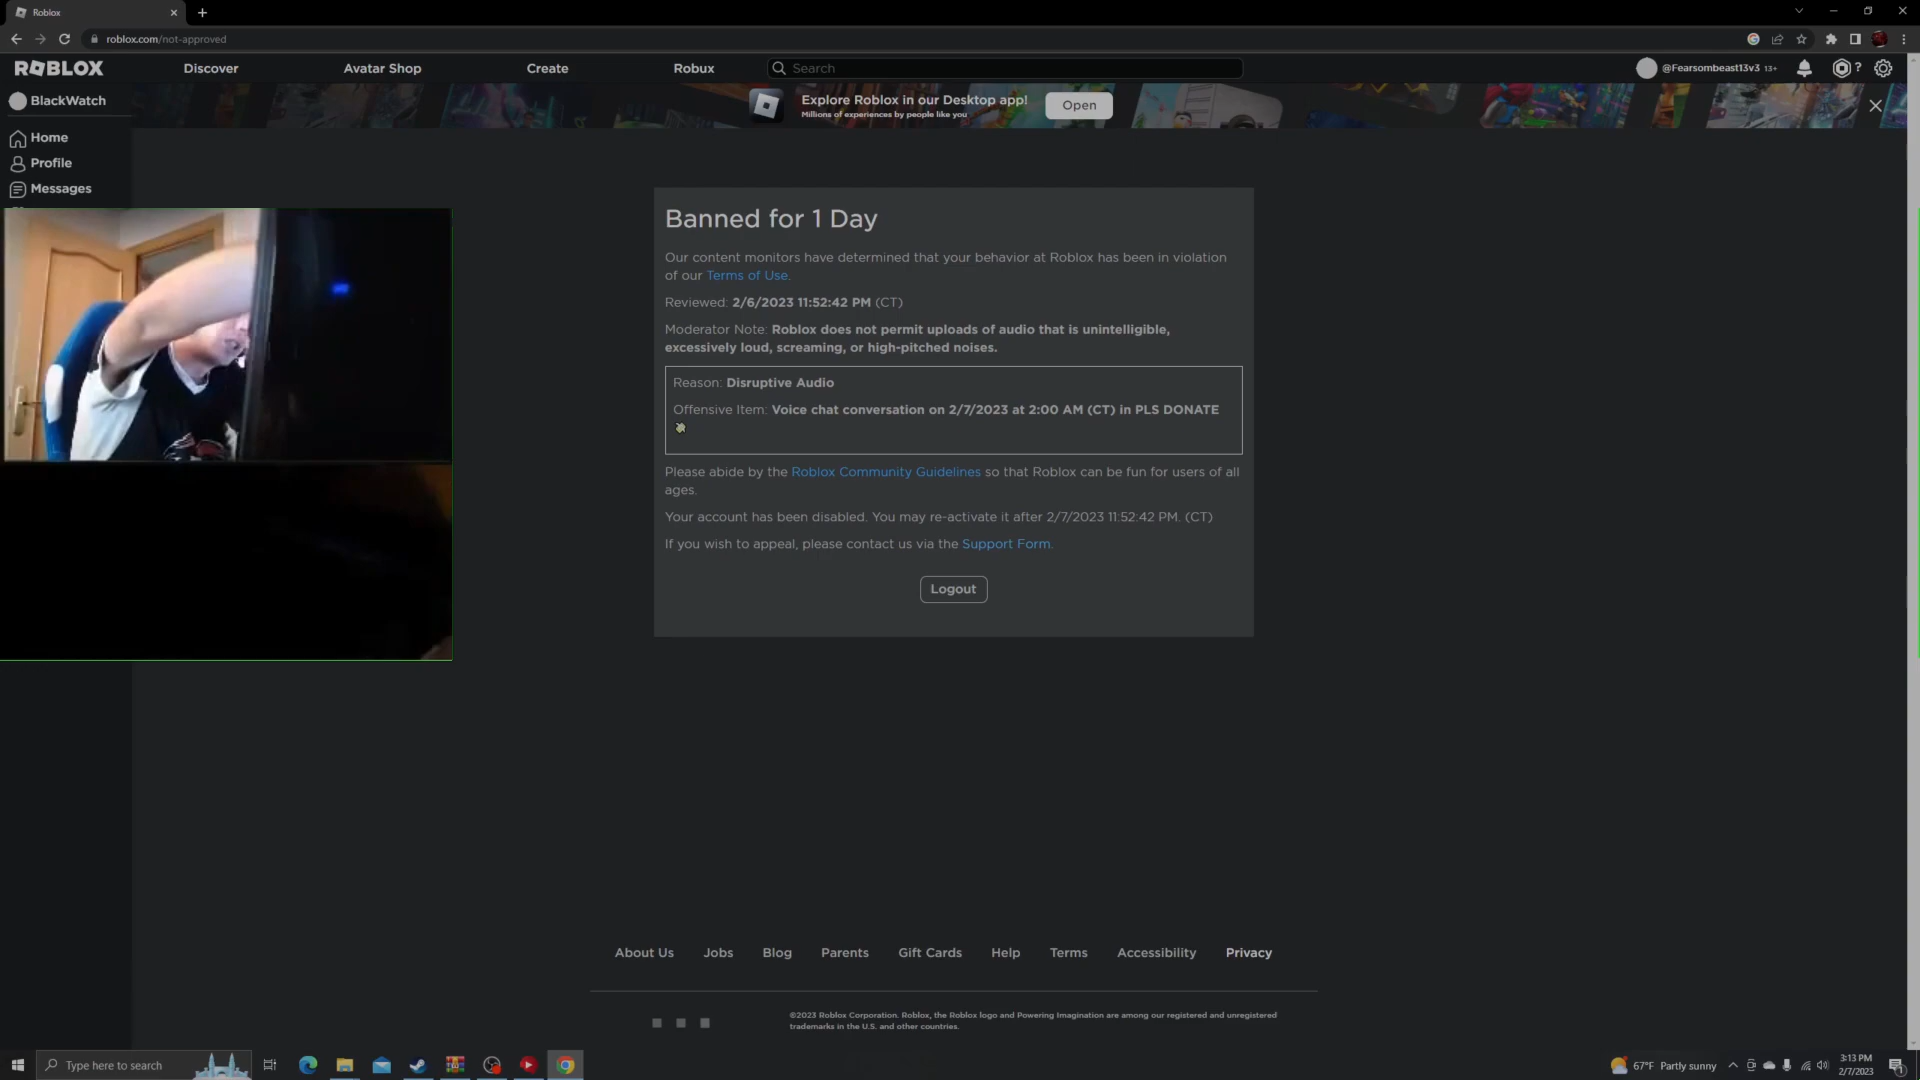 Roblox
roblox.com/not-approved
ROBLOX
Discover
Avatar Shop
Create
Robux
Search
@Fearsombeast13v3 13+
?
BlackWatch
Explore Roblox in our Desktop app!
Millions of experiences by people like you
Open
Home
Profile
Messages
Banned for 1 Day
Our content monitors have determined that your behavior at Roblox has been in violation
of our Terms of Use.
Reviewed: 2/6/2023 11:52:42 PM (CT)
Moderator Note: Roblox does not permit uploads of audio that is unintelligible,
excessively loud, screaming, or high-pitched noises.
Reason: Disruptive Audio
Offensive Item: Voice chat conversation on 2/7/2023 at 2:00 AM (CT) in PLS DONATE
Please abide by the Roblox Community Guidelines so that Roblox can be fun for users of all
ages.
Your account has been disabled. You may re-activate it after 2/7/2023 11:52:42 PM. (CT)
If you wish to appeal, please contact us via the Support Form.
Logout
About Us
Jobs
Blog
Parents
Gift Cards
Help
Terms
Accessibility
Privacy
©2023 Roblox Corporation. Roblox, the Roblox logo and Powering Imagination are among our registered and unregistered
trademarks in the U.S. and other countries.
Type here to search
67°F Partly sunny
3:13 PM
2/7/2023